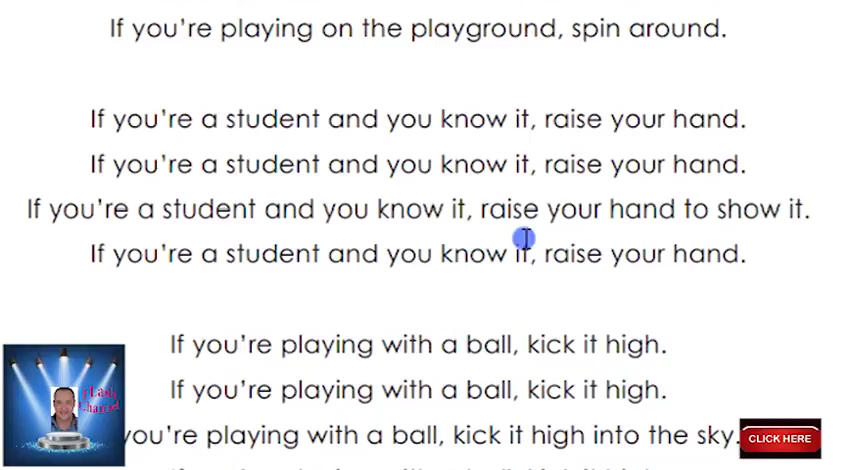 If you're playing on the playground, spin around.
If you're a student and you know it, raise your hand.
If you're a student and you know it, raise your hand.
If you're a student and you know it, raise your hand to show it.
If you're a student and you know it, raise your hand.
If you're playing with a ball, kick it high.
If you're playing with a ball, kick it high.
you're playing with a ball, kick it high into the sky.
CLICK HERE